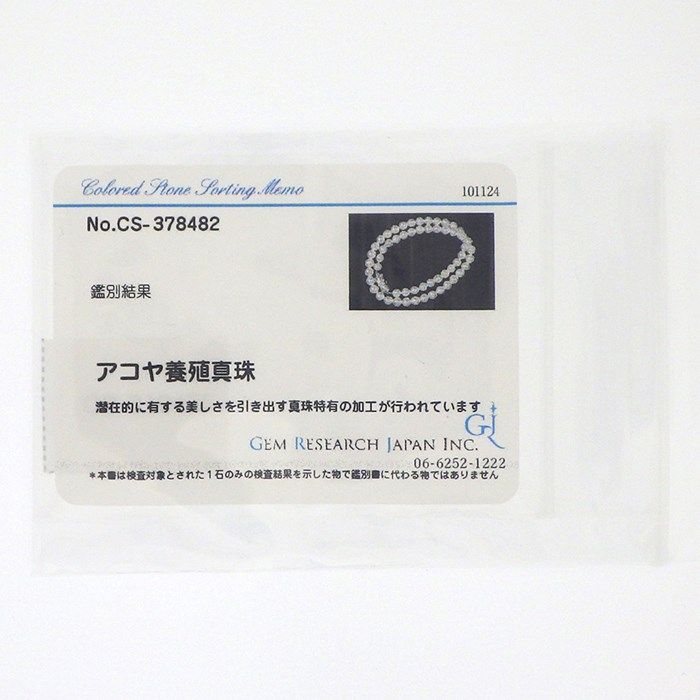 Colored Stone Sorting Memo
101124
No.CS-378482
鑑別結果
アコヤ養殖真珠
潜在的に有する美しさを引き出す真珠特有の加工が行われています
GJ
GEM RESEARCH JAPAN INC.
06-6252-1222
*本書は検査対象とされた1石のみの検査結果を示した物で鑑別書に代わる物ではありません